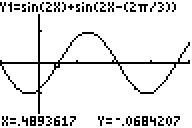 Y1=sin(2X)+sin(2X-(2π/3))
X=.4893617 Y=-.0684207